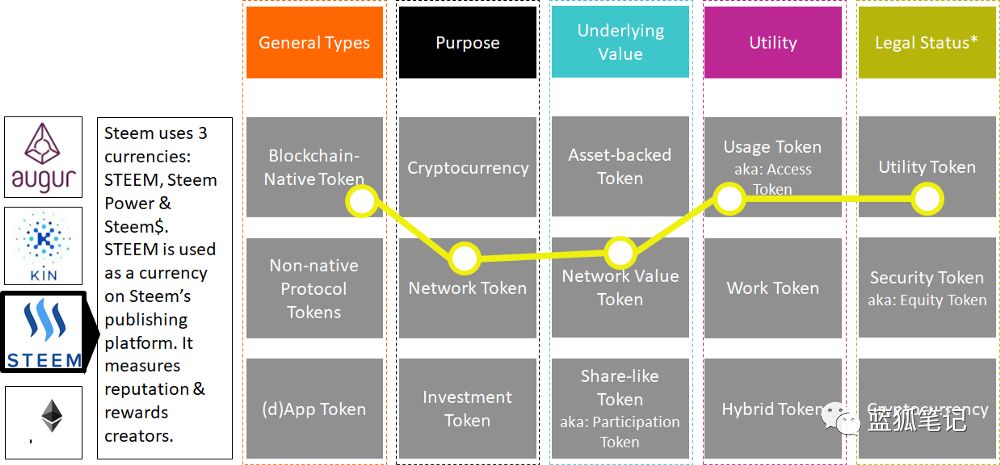 General Types
Purpose
Underlying
Value
Utility
Legal Status*
augur
KIN
STEEM
Steem uses 3
currencies:
STEEM, Steem
Power &
Steem$.
STEEM is used
as a currency
on Steem’s
publishing
platform. It
measures
reputation &
rewards
creators.
Blockchain-
Native Token
Cryptocurrency
Asset-backed
Token
Usage Token
aka: Access
Token
Utility Token
Non-native
Protocol
Tokens
Network Token
Network Value
Token
Work Token
Security Token
aka: Equity Token
(d)App Token
Investment
Token
Share-like
Token
aka: Participation
Token
Hybrid Token
Cryptocurrency
蓝狐笔记